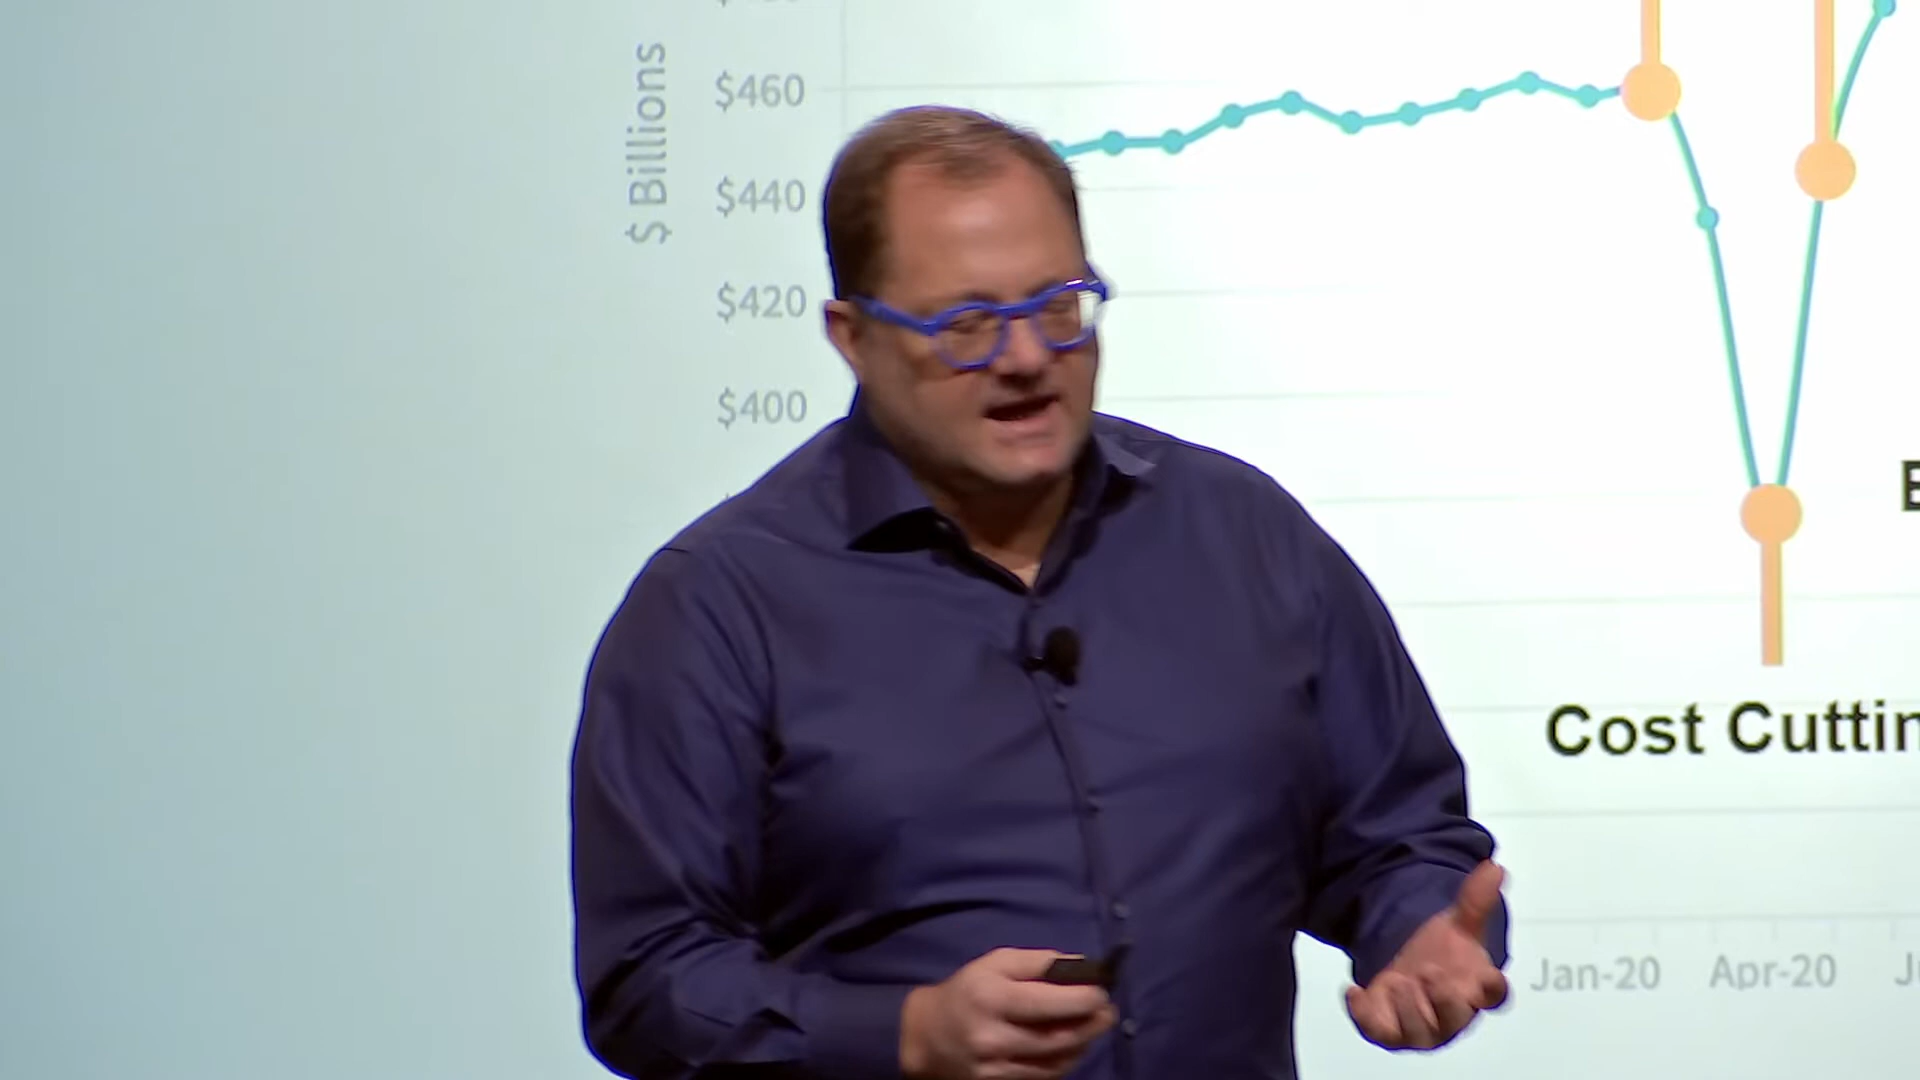 $ Billions
$460
$440
$420
$400
Cost Cuttin
Jan-20
Apr-20